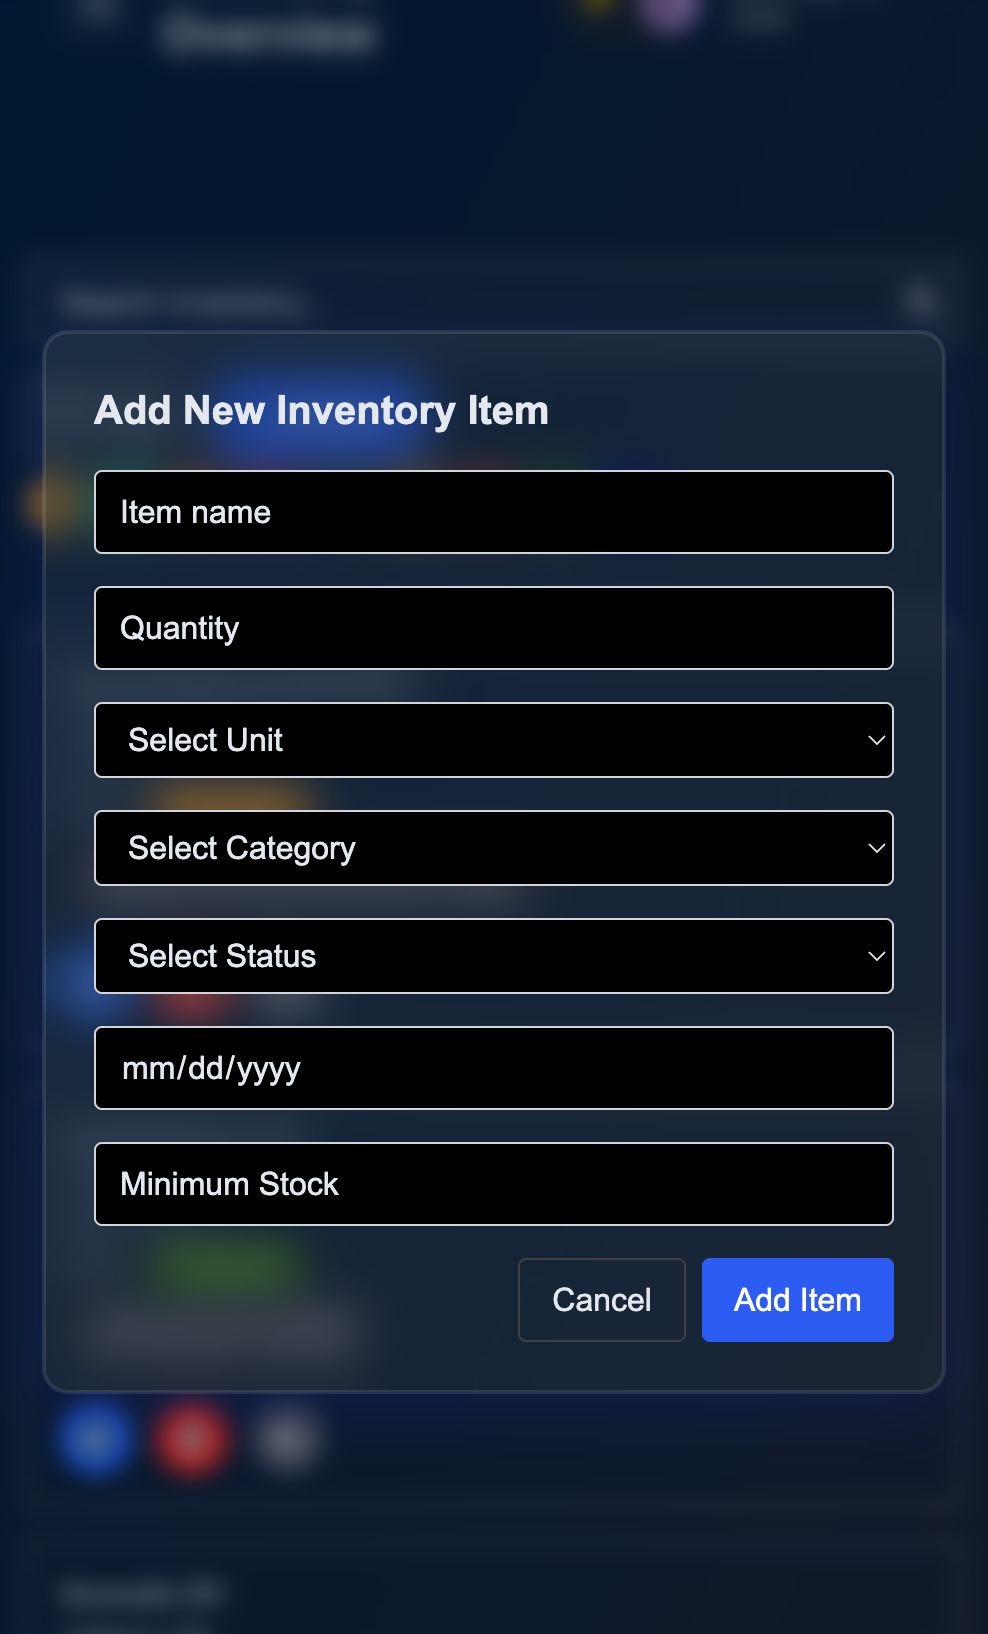 Overview
Add New Inventory Item
Item name
Quantity
Select Unit
Select Category
Select Status
mm/dd/yyyy
Minimum Stock
Cancel
Add Item